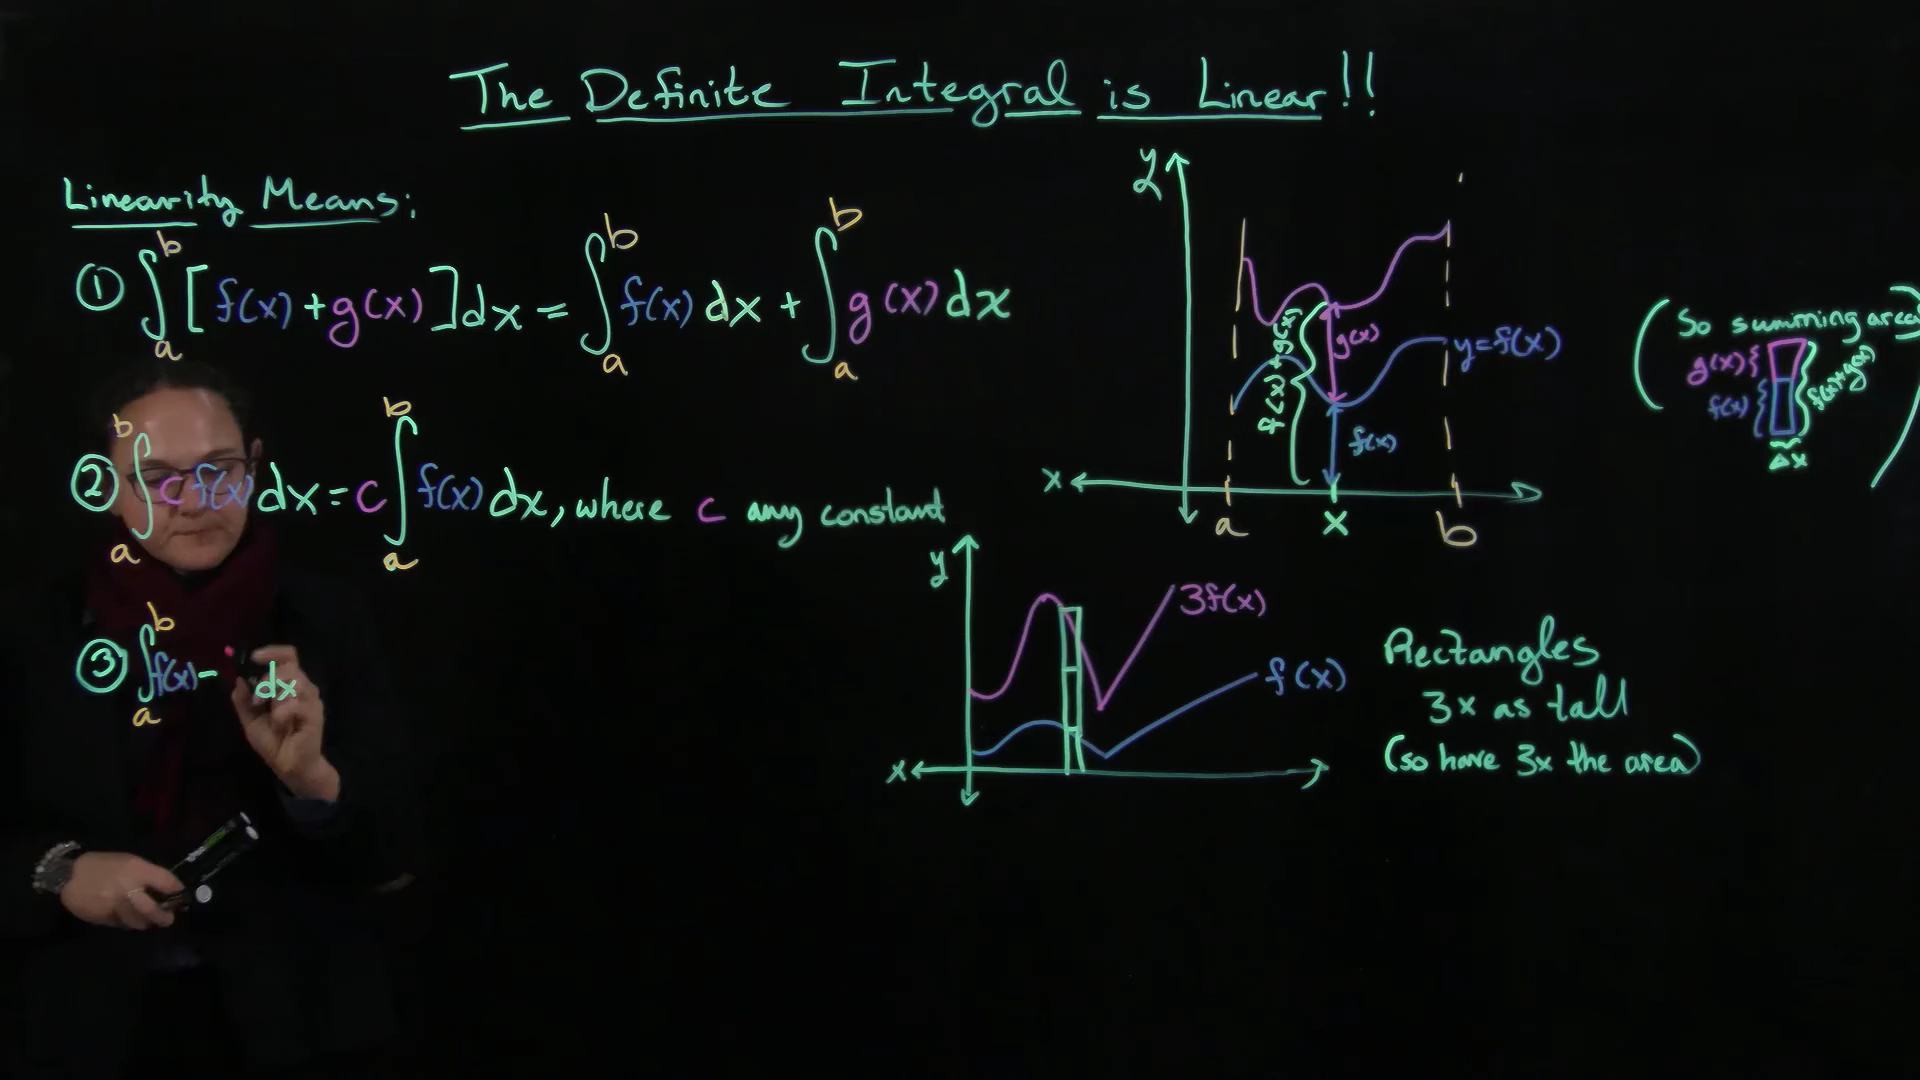 The Definite Integral is Linear!!
Linearity Means:
① ∫_a^b [f(x)+g(x)]dx = ∫_a^b f(x) dx + ∫_a^b g(x) dx
② ∫_a^b c f(x) dx = c ∫_a^b f(x) dx, where c any constant
③ ∫_a^b f(x) - dx
y
g(x)
f(x)+g(x)
y=f(x)
f(x)
x
a
x
b
(So summing area
g(x)
f(x)
f(x)+g(x)
Δx
)
y
3f(x)
f(x)
x
Rectangles
3x as tall
(so have 3x the area)